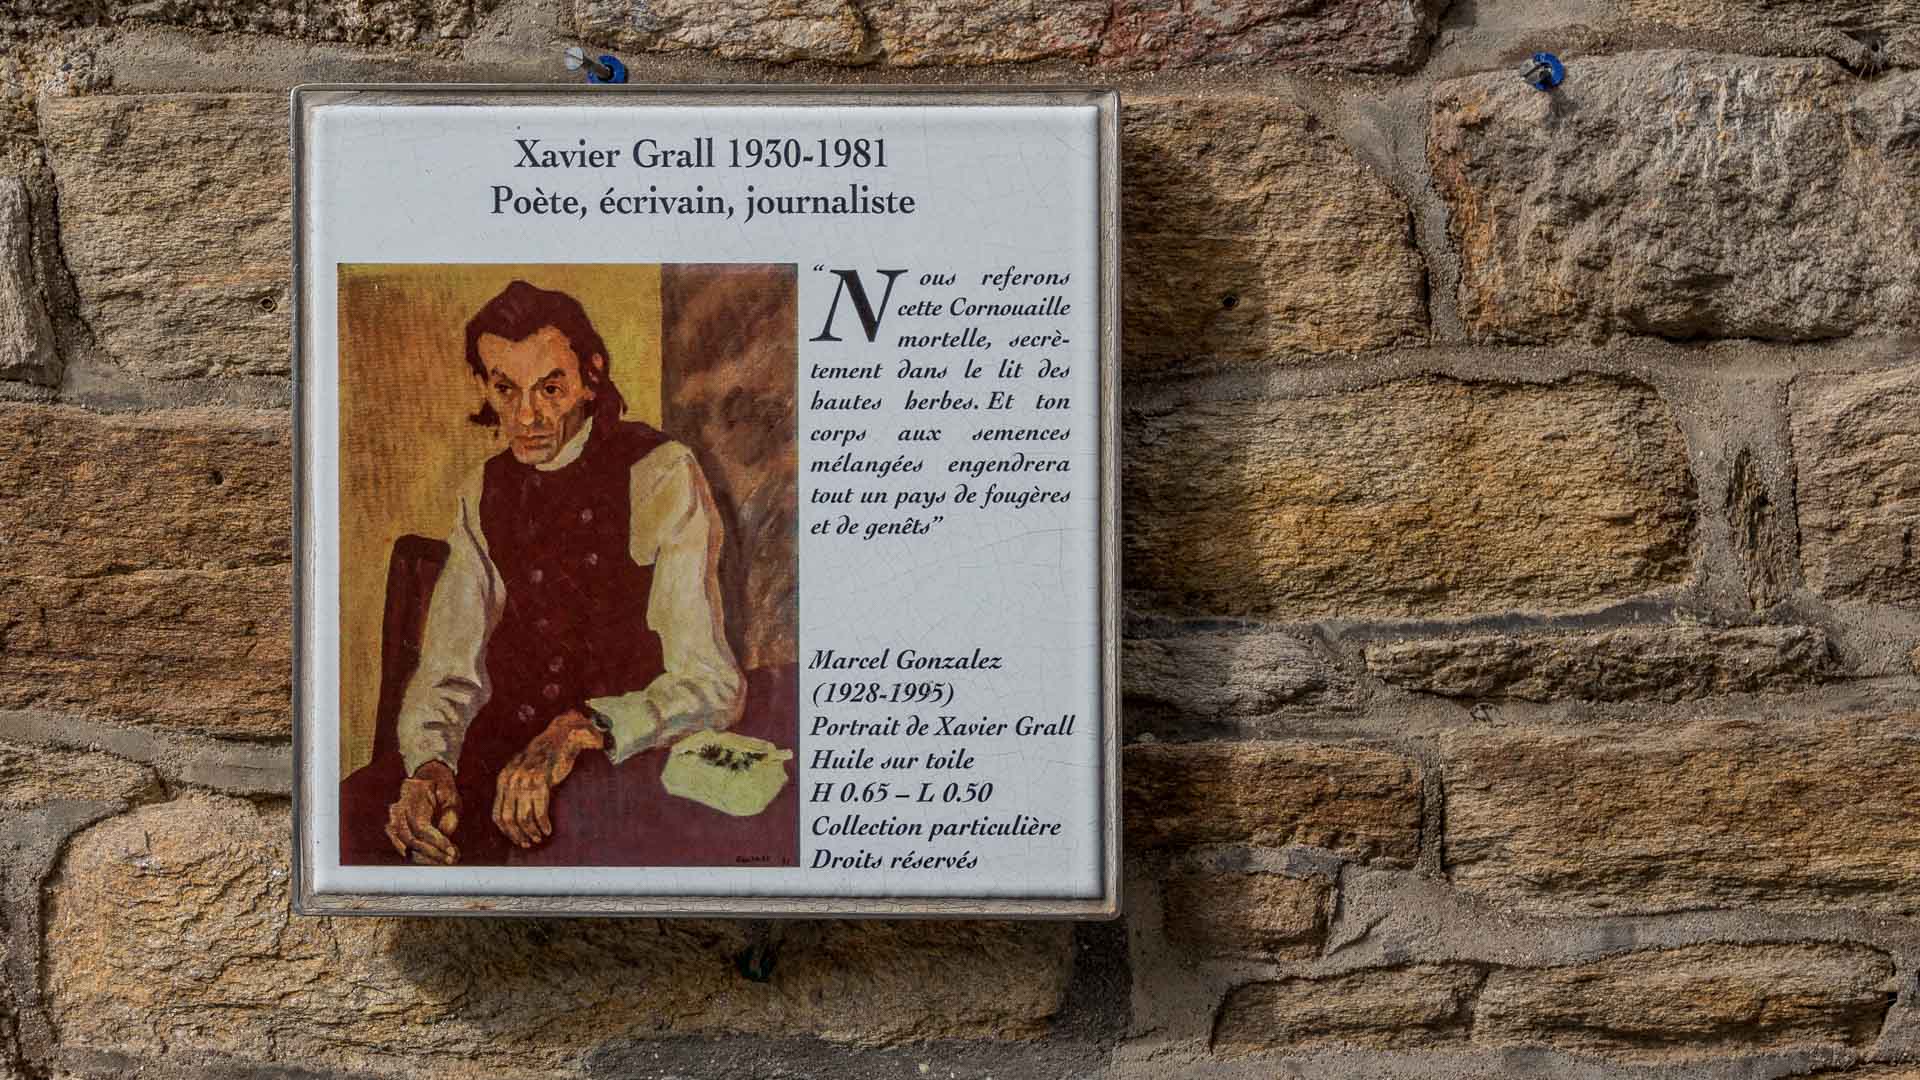 Xavier Grall 1930-1981
Poète, écrivain, journaliste
“Nous referons
cette Cornouaille
mortelle, secrè-
tement dans le lit des
hautes herbes. Et ton
corps aux semences
mélangées engendrera
tout un pays de fougères
et de genêts”
Marcel Gonzalez
(1928-1995)
Portrait de Xavier Grall
Huile sur toile
H 0.65 – L 0.50
Collection particulière
Droits réservés